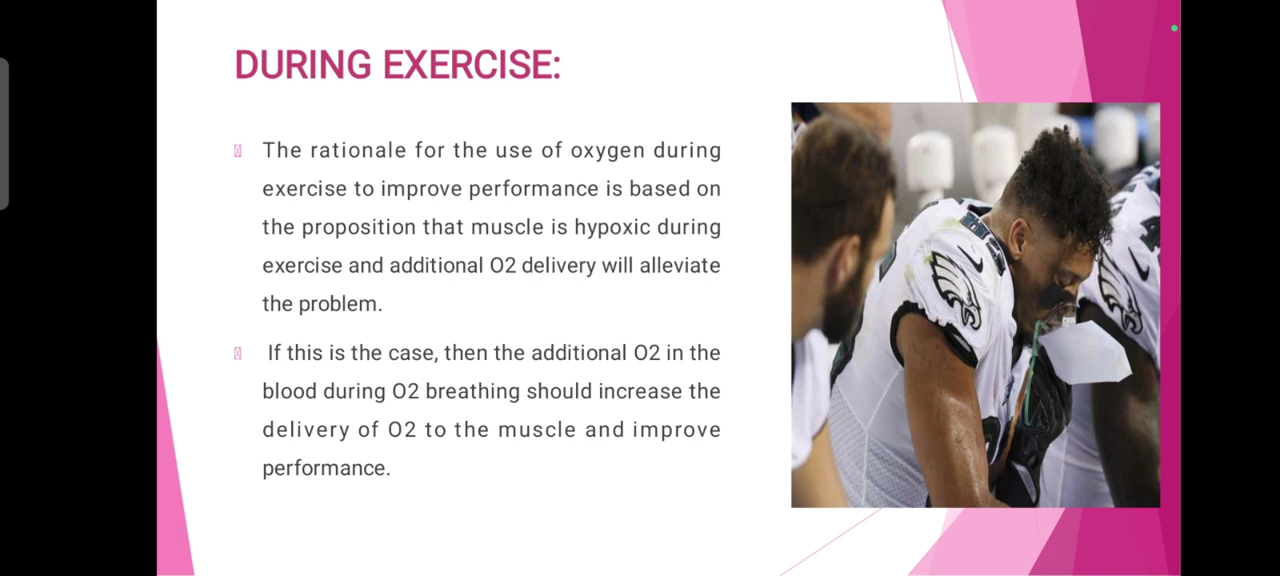 DURING EXERCISE:
The rationale for the use of oxygen during
exercise to improve performance is based on
the proposition that muscle is hypoxic during
exercise and additional O2 delivery will alleviate
the problem.
If this is the case, then the additional O2 in the
blood during O2 breathing should increase the
delivery of O2 to the muscle and improve
performance.